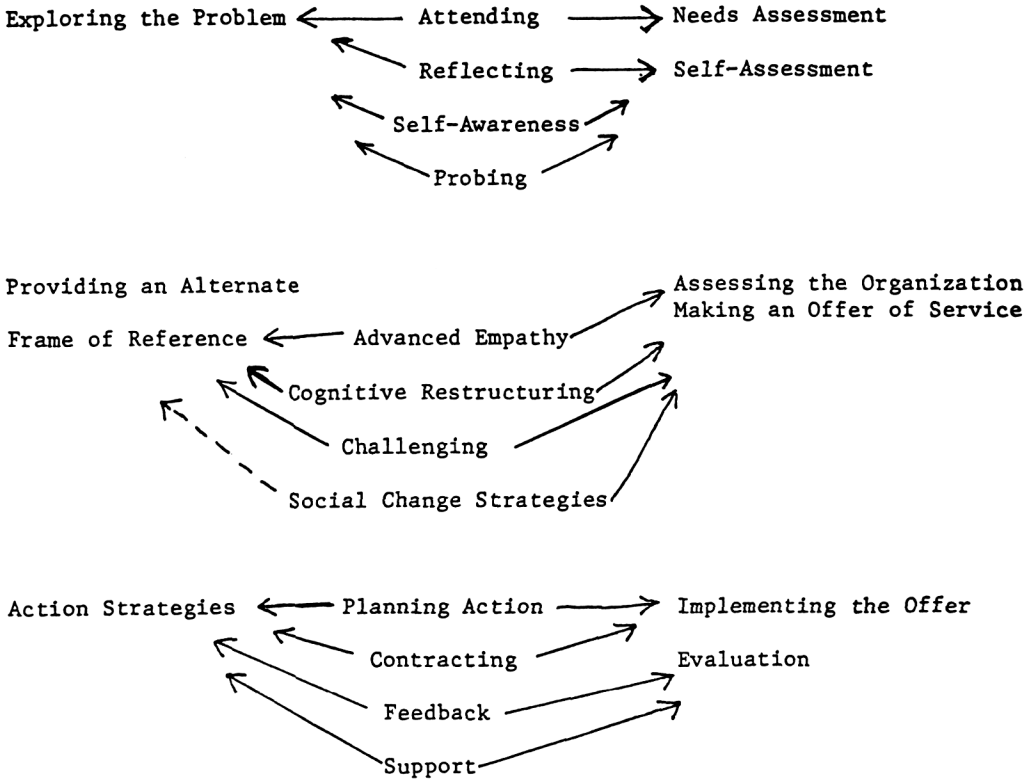 Exploring the Problem Attending Needs Assessment
Reflecting Self-Assessment
Self-Awareness
Probing
Providing an Alternate Assessing the Organization
Making an Offer of Service
Frame of Reference Advanced Empathy
Cognitive Restructuring
Challenging
Social Change Strategies
Action Strategies Planning Action Implementing the Offer
Contracting Evaluation
Feedback
Support